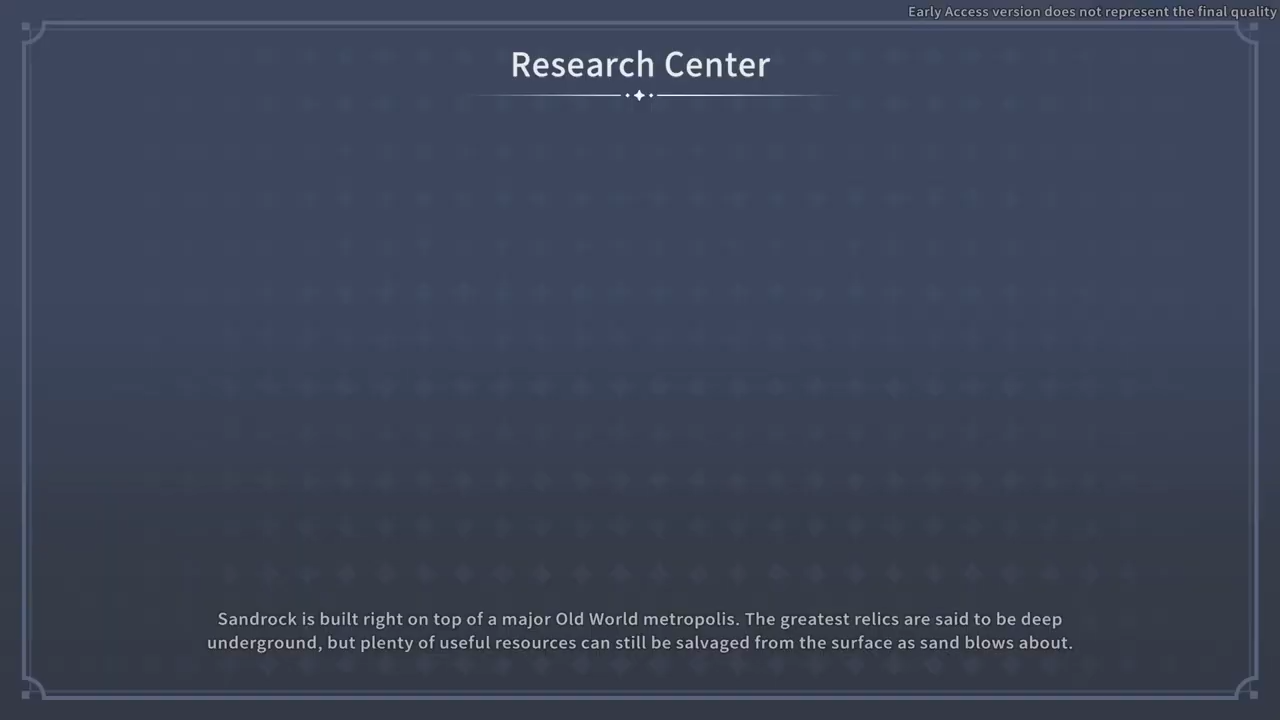 Early Access version does not represent the final quality
Research Center
Sandrock is built right on top of a major Old World metropolis. The greatest relics are said to be deep
underground, but plenty of useful resources can still be salvaged from the surface as sand blows about.